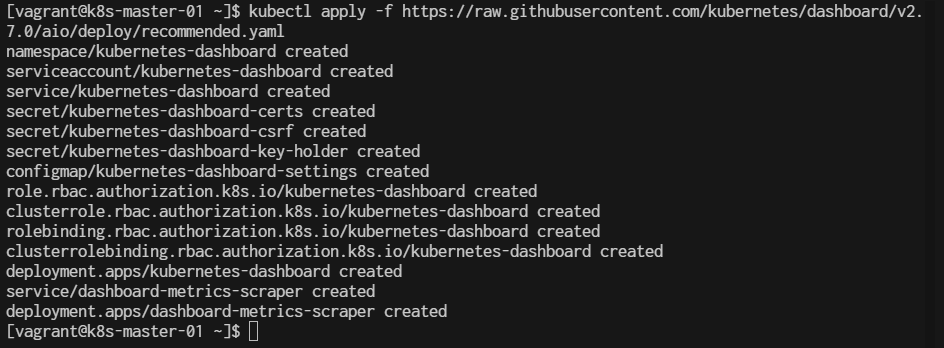 [vagrant@k8s-master-01 ~]$ kubectl apply -f https://raw.githubusercontent.com/kubernetes/dashboard/v2.
7.0/aio/deploy/recommended.yaml
namespace/kubernetes-dashboard created
serviceaccount/kubernetes-dashboard created
service/kubernetes-dashboard created
secret/kubernetes-dashboard-certs created
secret/kubernetes-dashboard-csrf created
secret/kubernetes-dashboard-key-holder created
configmap/kubernetes-dashboard-settings created
role.rbac.authorization.k8s.io/kubernetes-dashboard created
clusterrole.rbac.authorization.k8s.io/kubernetes-dashboard created
rolebinding.rbac.authorization.k8s.io/kubernetes-dashboard created
clusterrolebinding.rbac.authorization.k8s.io/kubernetes-dashboard created
deployment.apps/kubernetes-dashboard created
service/dashboard-metrics-scraper created
deployment.apps/dashboard-metrics-scraper created
[vagrant@k8s-master-01 ~]$